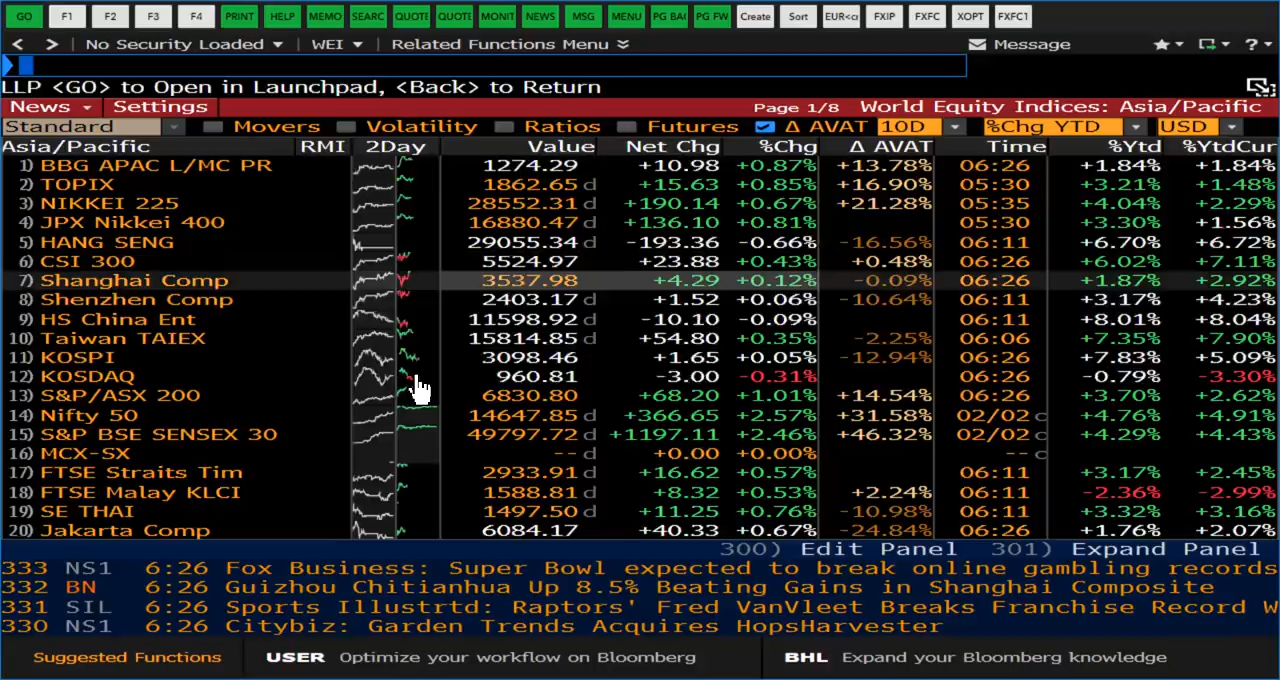 GO F1 F2 F3 F4 PRINT HELP MEMO SEARC QUOTE QUOTE MONIT NEWS MSG MENU PG BAC PG FW Create Sort EUR<cu FXIP FXFC XOPT FXFC1
< > No Security Loaded WEI Related Functions Menu Message ?
LLP <GO> to Open in Launchpad, <Back> to Return
News Settings Page 1/8 World Equity Indices: Asia/Pacific
Standard Movers Volatility Ratios Futures Δ AVAT 10D %Chg YTD USD
Asia/Pacific RMI 2Day Value Net Chg %Chg Δ AVAT Time %Ytd %YtdCur
1) BBG APAC L/MC PR 1274.29 +10.98 +0.87% +13.78% 06:26 +1.84% +1.84%
2) TOPIX 1862.65 d +15.63 +0.85% +16.90% 05:30 +3.21% +1.48%
3) NIKKEI 225 28552.31 d +190.14 +0.67% +21.28% 05:35 +4.04% +2.29%
4) JPX Nikkei 400 16880.47 d +136.10 +0.81% 05:30 +3.30% +1.56%
5) HANG SENG 29055.34 d -193.36 -0.66% -16.56% 06:11 +6.70% +6.72%
6) CSI 300 5524.97 +23.88 +0.43% +0.48% 06:26 +6.02% +7.11%
7) Shanghai Comp 3537.98 +4.29 +0.12% -0.09% 06:26 +1.87% +2.92%
8) Shenzhen Comp 2403.17 d +1.52 +0.06% -10.64% 06:11 +3.17% +4.23%
9) HS China Ent 11598.92 d -10.10 -0.09% 06:11 +8.01% +8.04%
10) Taiwan TAIEX 15814.85 d +54.80 +0.35% -2.25% 06:06 +7.35% +7.90%
11) KOSPI 3098.46 +1.65 +0.05% -12.94% 06:26 +7.83% +5.09%
12) KOSDAQ 960.81 -3.00 -0.31% 06:26 -0.79% -3.30%
13) S&P/ASX 200 6830.80 +68.20 +1.01% +14.54% 06:26 +3.70% +2.62%
14) Nifty 50 14647.85 d +366.65 +2.57% +31.58% 02/02 c +4.76% +4.91%
15) S&P BSE SENSEX 30 49797.72 d +1197.11 +2.46% +46.32% 02/02 c +4.29% +4.43%
16) MCX-SX -- d +0.00 +0.00% -- c
17) FTSE Straits Tim 2933.91 d +16.62 +0.57% 06:11 +3.17% +2.45%
18) FTSE Malay KLCI 1588.81 d +8.32 +0.53% +2.24% 06:11 -2.36% -2.99%
19) SE THAI 1497.50 d +11.25 +0.76% -10.98% 06:11 +3.32% +3.16%
20) Jakarta Comp 6084.17 +40.33 +0.67% -24.84% 06:26 +1.76% +2.07%
300) Edit Panel 301) Expand Panel
333 NS1 6:26 Fox Business: Super Bowl expected to break online gambling records
332 BN 6:26 Guizhou Chitianhua Up 8.5% Beating Gains in Shanghai Composite
331 SIL 6:26 Sports Illustrtd: Raptors' Fred VanVleet Breaks Franchise Record W
330 NS1 6:26 Citybiz: Garden Trends Acquires HopsHarvester
Suggested Functions USER Optimize your workflow on Bloomberg BHL Expand your Bloomberg knowledge